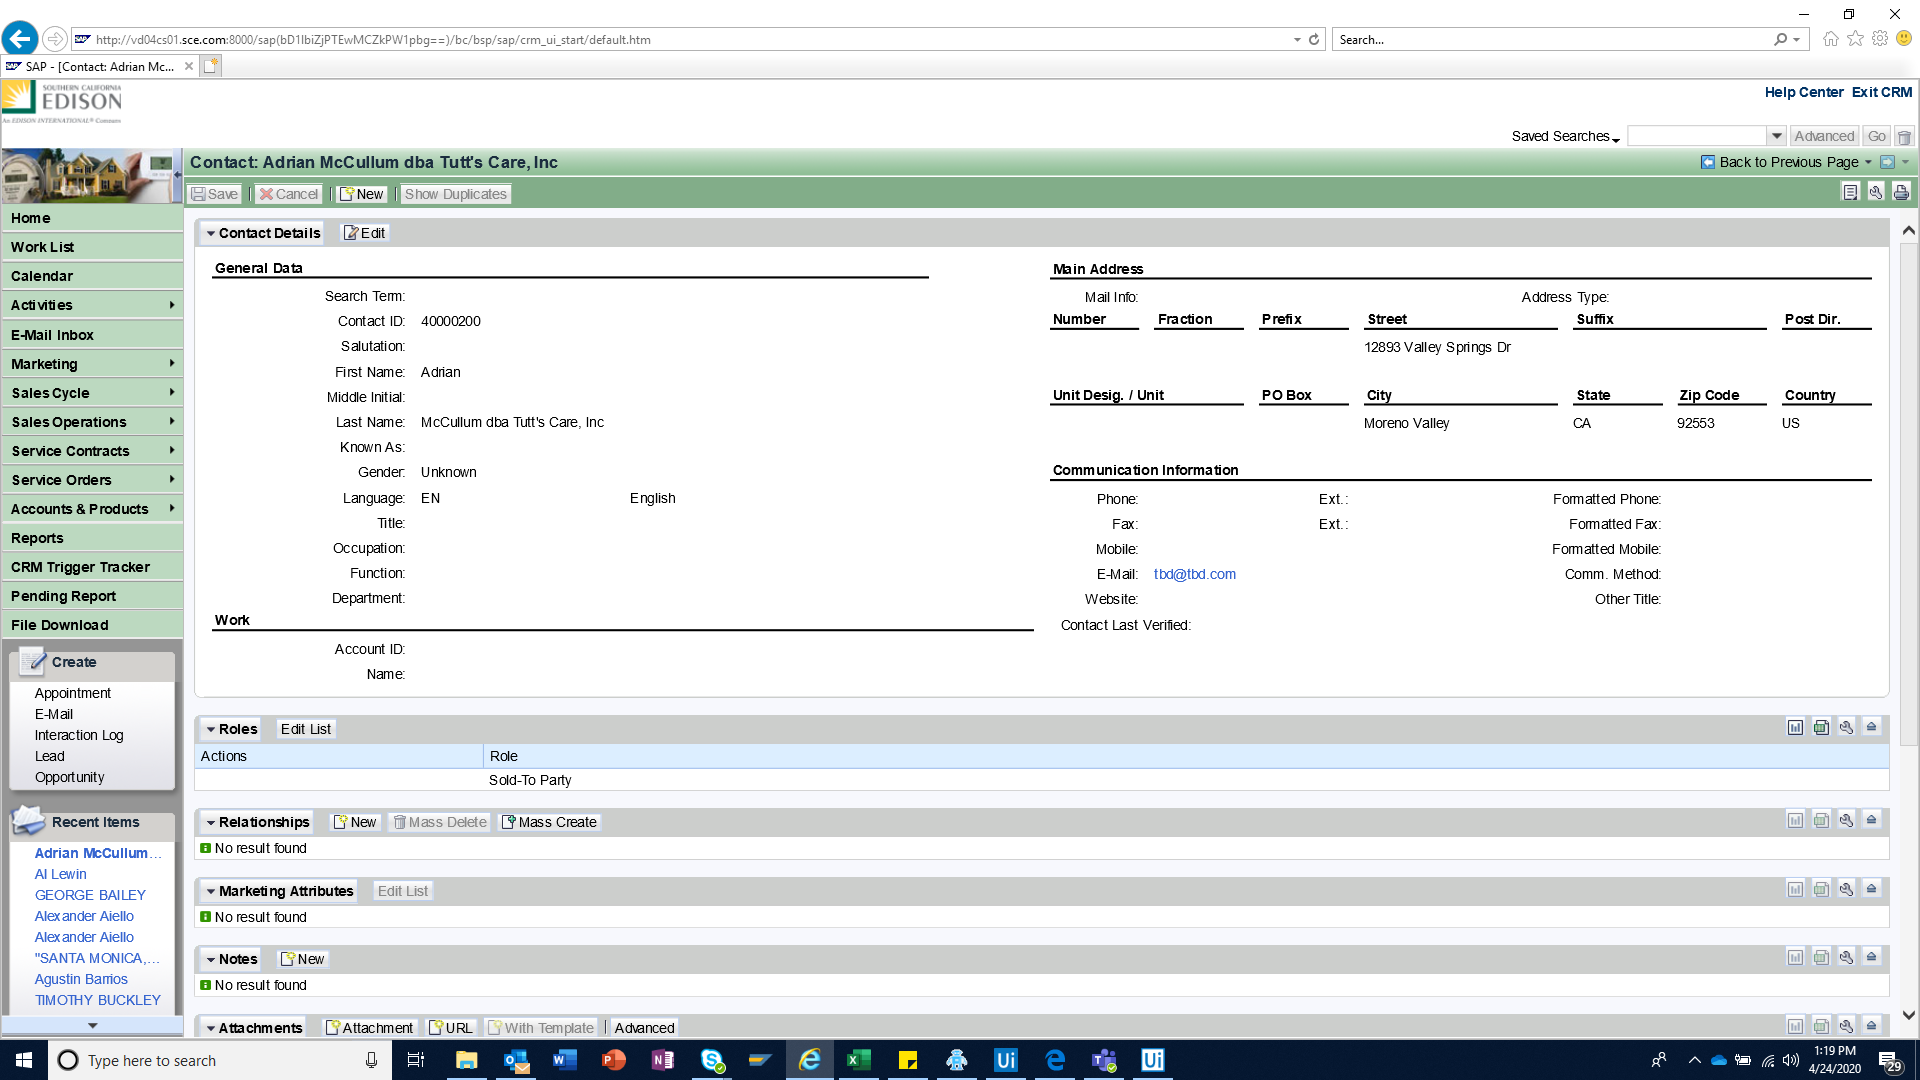 http://vd04cs01.sce.com:8000/sap(bD1lbiZjPTEwMCZkPW1pbg==)/bc/bsp/sap/crm_ui_start/default.htm
Search...
SAP - [Contact: Adrian Mc...
SOUTHERN CALIFORNIA
EDISON
An EDISON INTERNATIONAL® Company
Help Center Exit CRM
Saved Searches
Advanced Go
Contact: Adrian McCullum dba Tutt's Care, Inc
Back to Previous Page
Save Cancel New Show Duplicates
Home
Work List
Calendar
Activities
E-Mail Inbox
Marketing
Sales Cycle
Sales Operations
Service Contracts
Service Orders
Accounts & Products
Reports
CRM Trigger Tracker
Pending Report
File Download
Create
Appointment
E-Mail
Interaction Log
Lead
Opportunity
Recent Items
Adrian McCullum...
Al Lewin
GEORGE BAILEY
Alexander Aiello
Alexander Aiello
"SANTA MONICA,...
Agustin Barrios
TIMOTHY BUCKLEY
Contact Details Edit
General Data
Search Term:
Contact ID: 40000200
Salutation:
First Name: Adrian
Middle Initial:
Last Name: McCullum dba Tutt's Care, Inc
Known As:
Gender: Unknown
Language: EN English
Title:
Occupation:
Function:
Department:
Work
Account ID:
Name:
Main Address
Mail Info: Address Type:
Number Fraction Prefix Street Suffix Post Dir.
12893 Valley Springs Dr
Unit Desig. / Unit PO Box City State Zip Code Country
Moreno Valley CA 92553 US
Communication Information
Phone: Ext.: Formatted Phone:
Fax: Ext.: Formatted Fax:
Mobile: Formatted Mobile:
E-Mail: tbd@tbd.com Comm. Method:
Website: Other Title:
Contact Last Verified:
Roles Edit List
Actions Role
Sold-To Party
Relationships New Mass Delete Mass Create
No result found
Marketing Attributes Edit List
No result found
Notes New
No result found
Attachments Attachment URL With Template Advanced
Type here to search
1:19 PM
4/24/2020
29